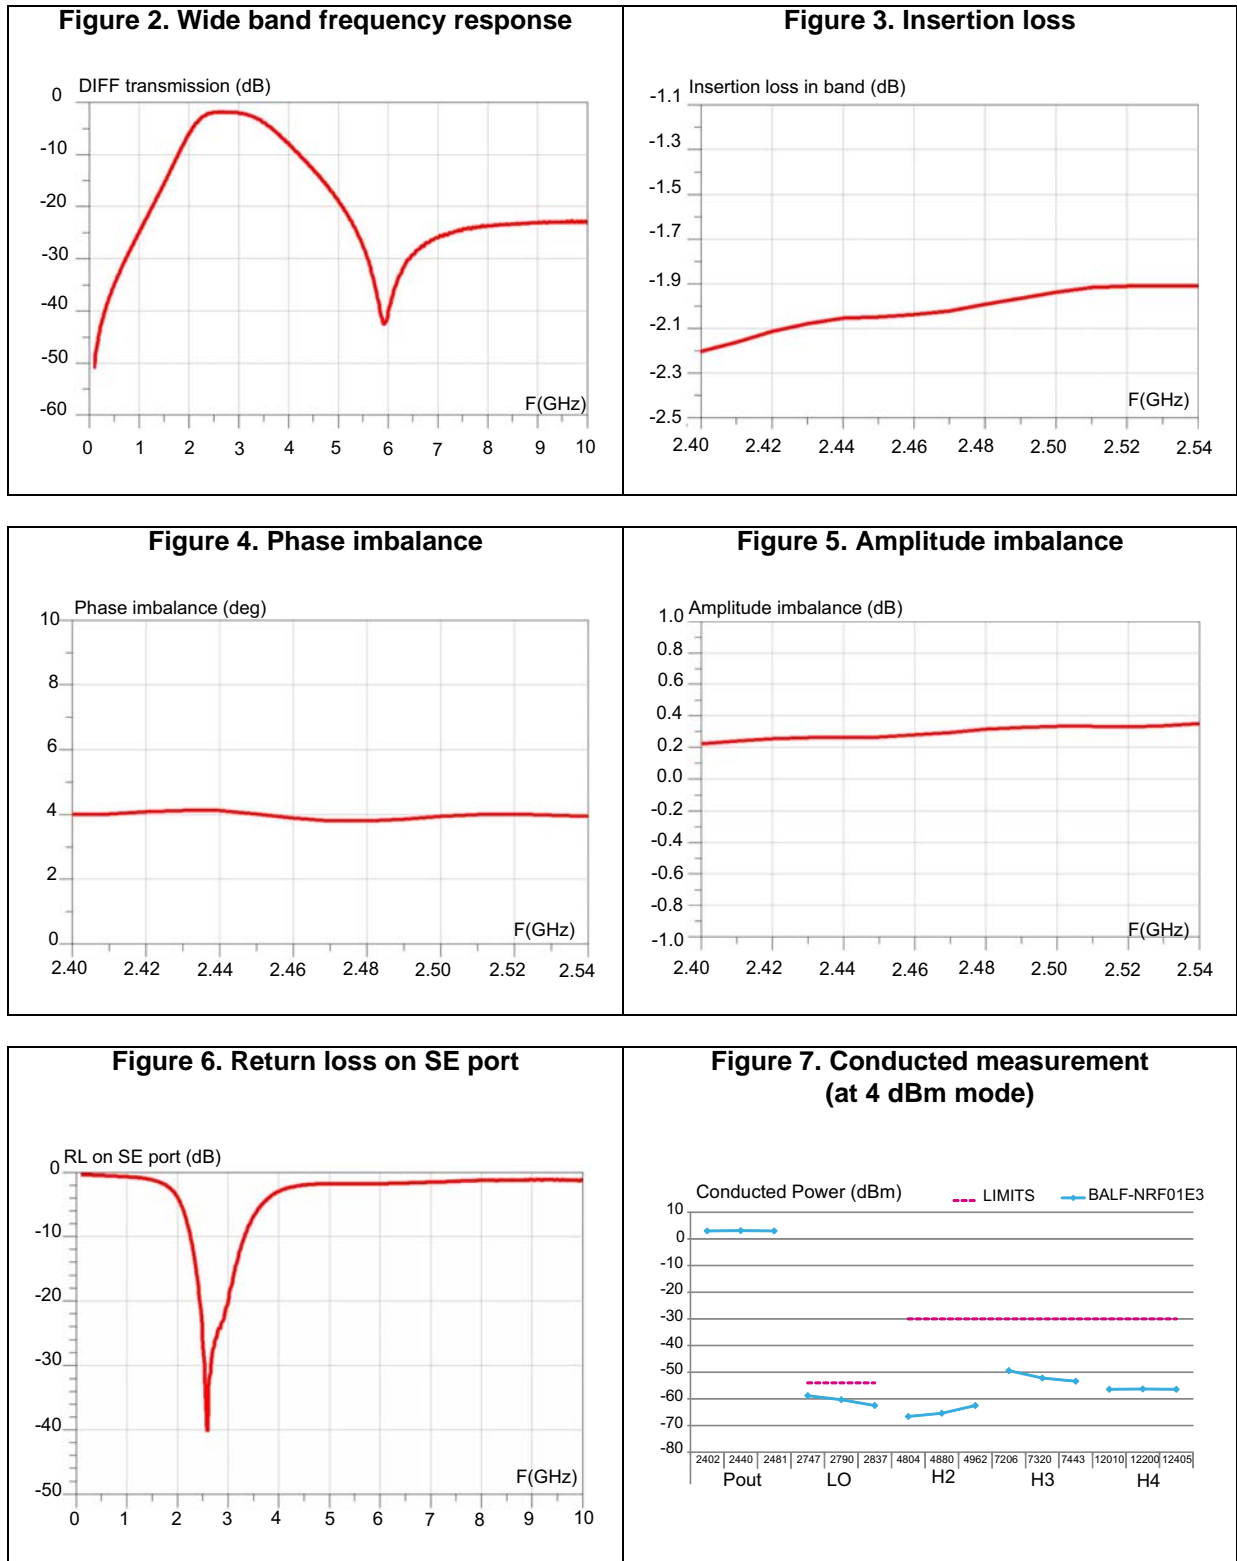 Figure 2. Wide band frequency response
DIFF transmission (dB)
0
-10
-20
-30
-40
-50
-60
F(GHz)
0 1 2 3 4 5 6 7 8 9 10
Figure 3. Insertion loss
Insertion loss in band (dB)
-1.1
-1.3
-1.5
-1.7
-1.9
-2.1
-2.3
-2.5
F(GHz)
2.40 2.42 2.44 2.46 2.48 2.50 2.52 2.54
Figure 4. Phase imbalance
Phase imbalance (deg)
10
8
6
4
2
0
F(GHz)
2.40 2.42 2.44 2.46 2.48 2.50 2.52 2.54
Figure 5. Amplitude imbalance
Amplitude imbalance (dB)
1.0
0.8
0.6
0.4
0.2
0.0
-0.2
-0.4
-0.6
-0.8
-1.0
F(GHz)
2.40 2.42 2.44 2.46 2.48 2.50 2.52 2.54
Figure 6. Return loss on SE port
RL on SE port (dB)
0
-10
-20
-30
-40
-50
F(GHz)
0 1 2 3 4 5 6 7 8 9 10
Figure 7. Conducted measurement
(at 4 dBm mode)
Conducted Power (dBm) LIMITS BALF-NRF01E3
10
0
-10
-20
-30
-40
-50
-60
-70
-80
2402 2440 2481 2747 2790 2837 4804 4880 4962 7206 7320 7443 12010 12200 12405
Pout LO H2 H3 H4